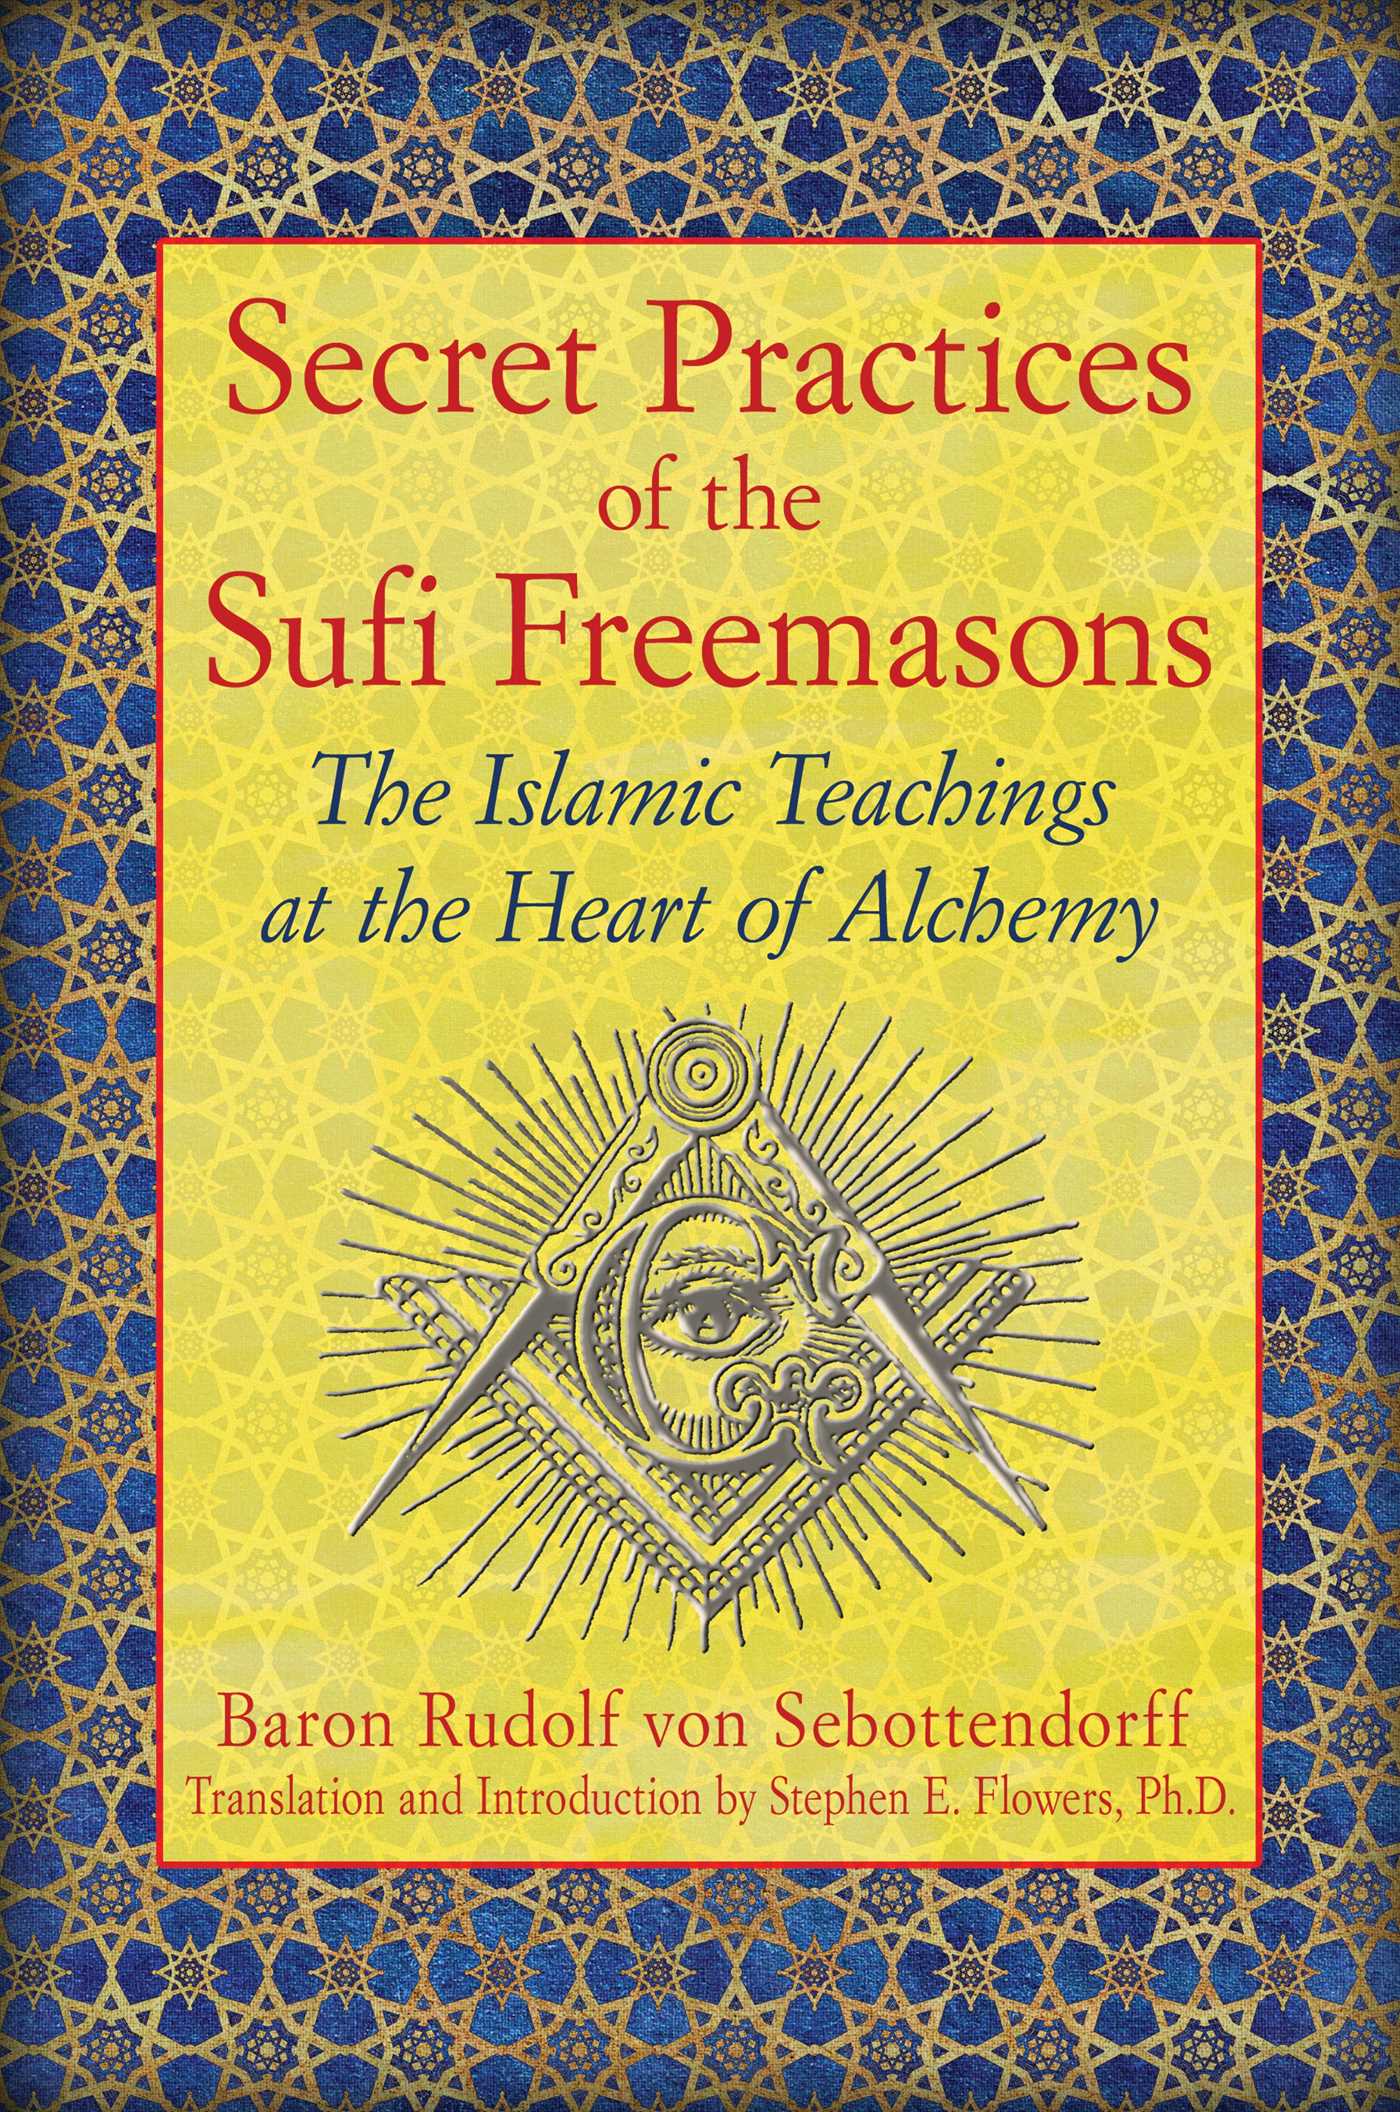 Secret Practices
of the
Sufi Freemasons
The Islamic Teachings
at the Heart of Alchemy
Baron Rudolf von Sebottendorff
Translation and Introduction by Stephen E. Flowers, Ph.D.